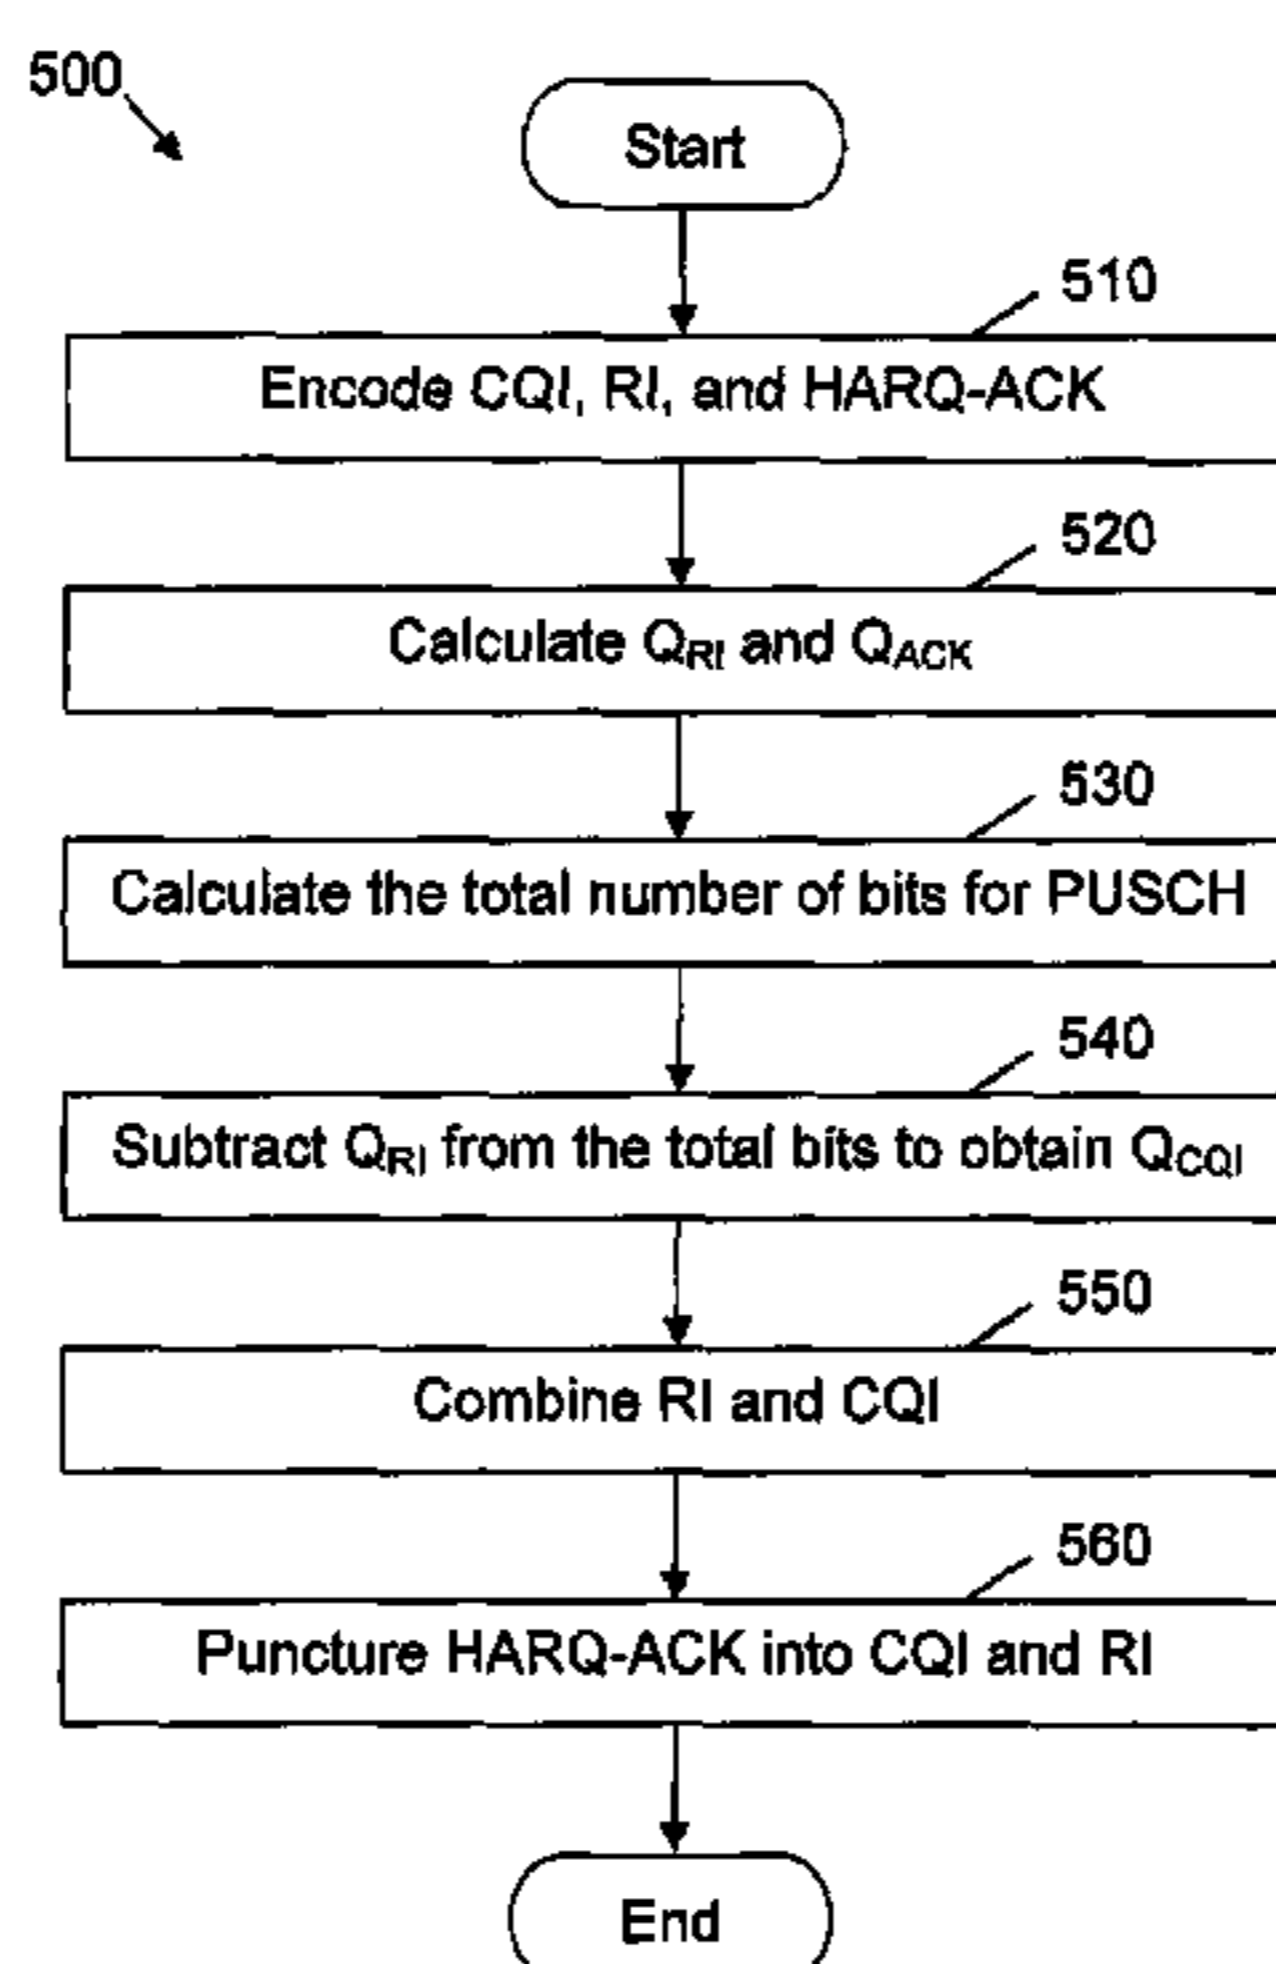 500
Start
510
Encode CQI, RI, and HARQ-ACK
520
Calculate QRI and QACK
530
Calculate the total number of bits for PUSCH
540
Subtract QRI from the total bits to obtain QCQI
550
Combine RI and CQI
560
Puncture HARQ-ACK into CQI and RI
End